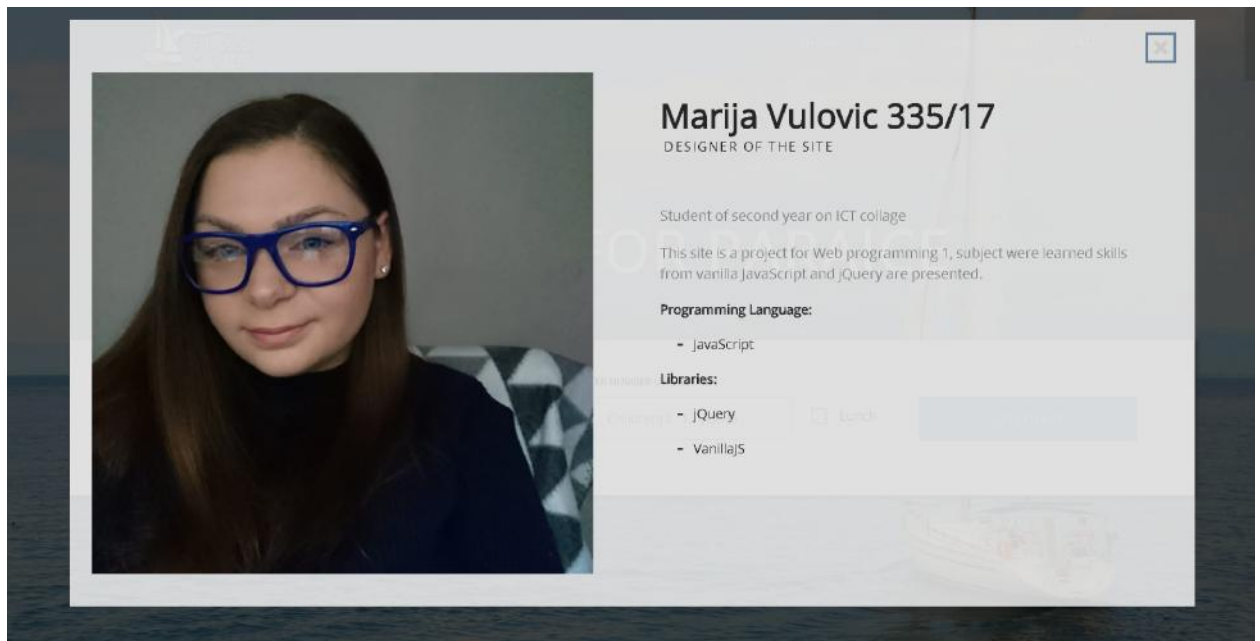 Marija Vulovic 335/17
DESIGNER OF THE SITE
Student of second year on ICT collage
This site is a project for Web programming 1, subject were learned skills
from vanilla JavaScript and jQuery are presented.
Programming Language:
- JavaScript
Libraries:
- jQuery
- VanillaJS
Lunch